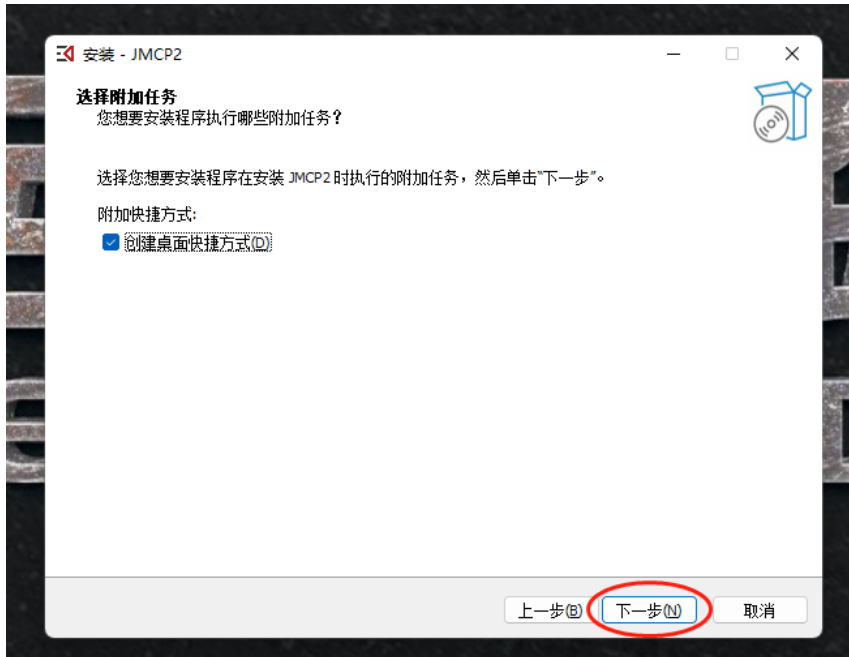 安装 - JMCP2
选择附加任务
您想要安装程序执行哪些附加任务？
选择您想要安装程序在安装 JMCP2 时执行的附加任务，然后单击“下一步”。
附加快捷方式:
创建桌面快捷方式(D)
上一步(B) 下一步(N) 取消